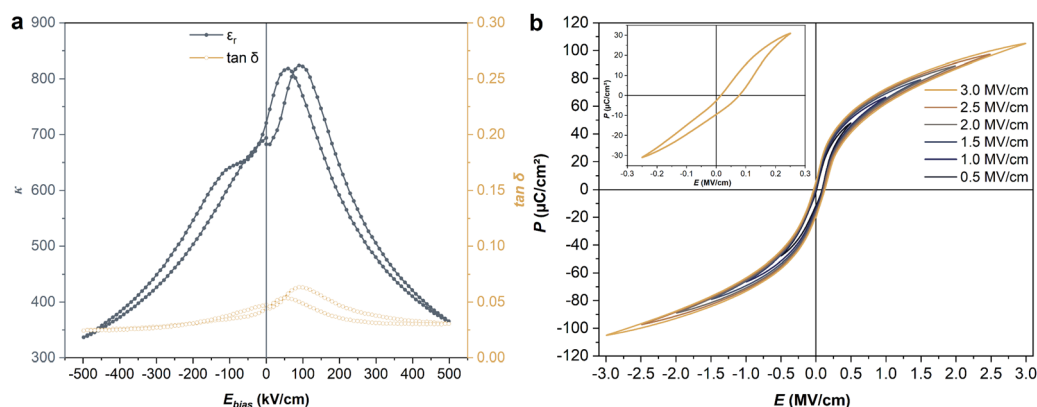 a
900
800
700
600
500
400
300
κ
εr
tan δ
0.30
0.25
0.20
0.15
0.10
0.05
0.00
tan δ
-500 -400 -300 -200 -100 0 100 200 300 400 500
Ebias (kV/cm)
b
120
100
80
60
40
20
0
-20
-40
-60
-80
-100
-120
P (µC/cm²)
30
20
10
0
-10
-20
-30
P (µC/cm²)
-0.3 -0.2 -0.1 0.0 0.1 0.2 0.3
E (MV/cm)
3.0 MV/cm
2.5 MV/cm
2.0 MV/cm
1.5 MV/cm
1.0 MV/cm
0.5 MV/cm
-3.0 -2.5 -2.0 -1.5 -1.0 -0.5 0.0 0.5 1.0 1.5 2.0 2.5 3.0
E (MV/cm)